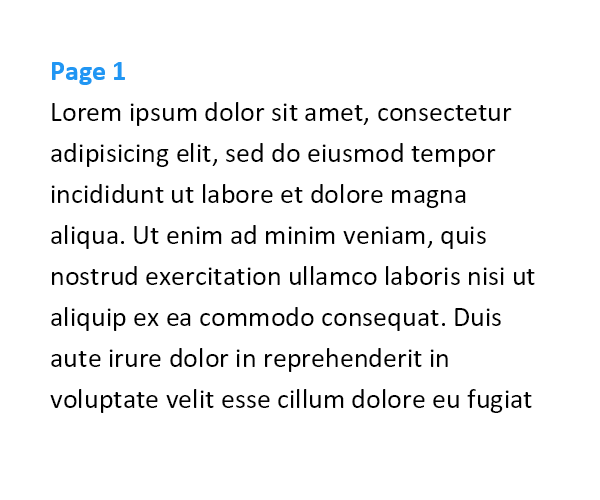 Page 1
Lorem ipsum dolor sit amet, consectetur
adipisicing elit, sed do eiusmod tempor
incididunt ut labore et dolore magna
aliqua. Ut enim ad minim veniam, quis
nostrud exercitation ullamco laboris nisi ut
aliquip ex ea commodo consequat. Duis
aute irure dolor in reprehenderit in
voluptate velit esse cillum dolore eu fugiat